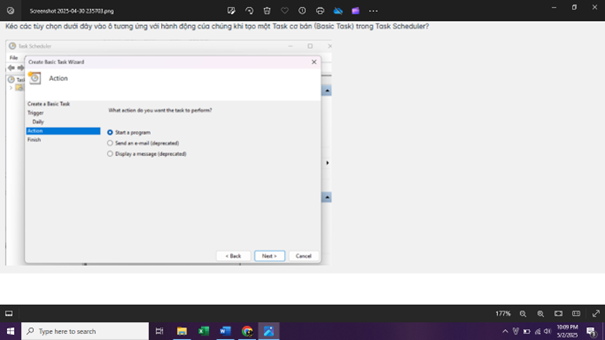 Screenshot 2025-04-30 235703.png
Kéo các tùy chọn dưới đây vào ô tương ứng với hành động của chúng khi tạo một Task cơ bản (Basic Task) trong Task Scheduler?
Task Scheduler
File
Create Basic Task Wizard
Action
Create a Basic Task
What action do you want the task to perform?
Trigger
Daily
Action
Start a program
Finish
Send an e-mail (deprecated)
Display a message (deprecated)
< Back
Next >
Cancel
177%
Type here to search
10:09 PM
5/2/2025